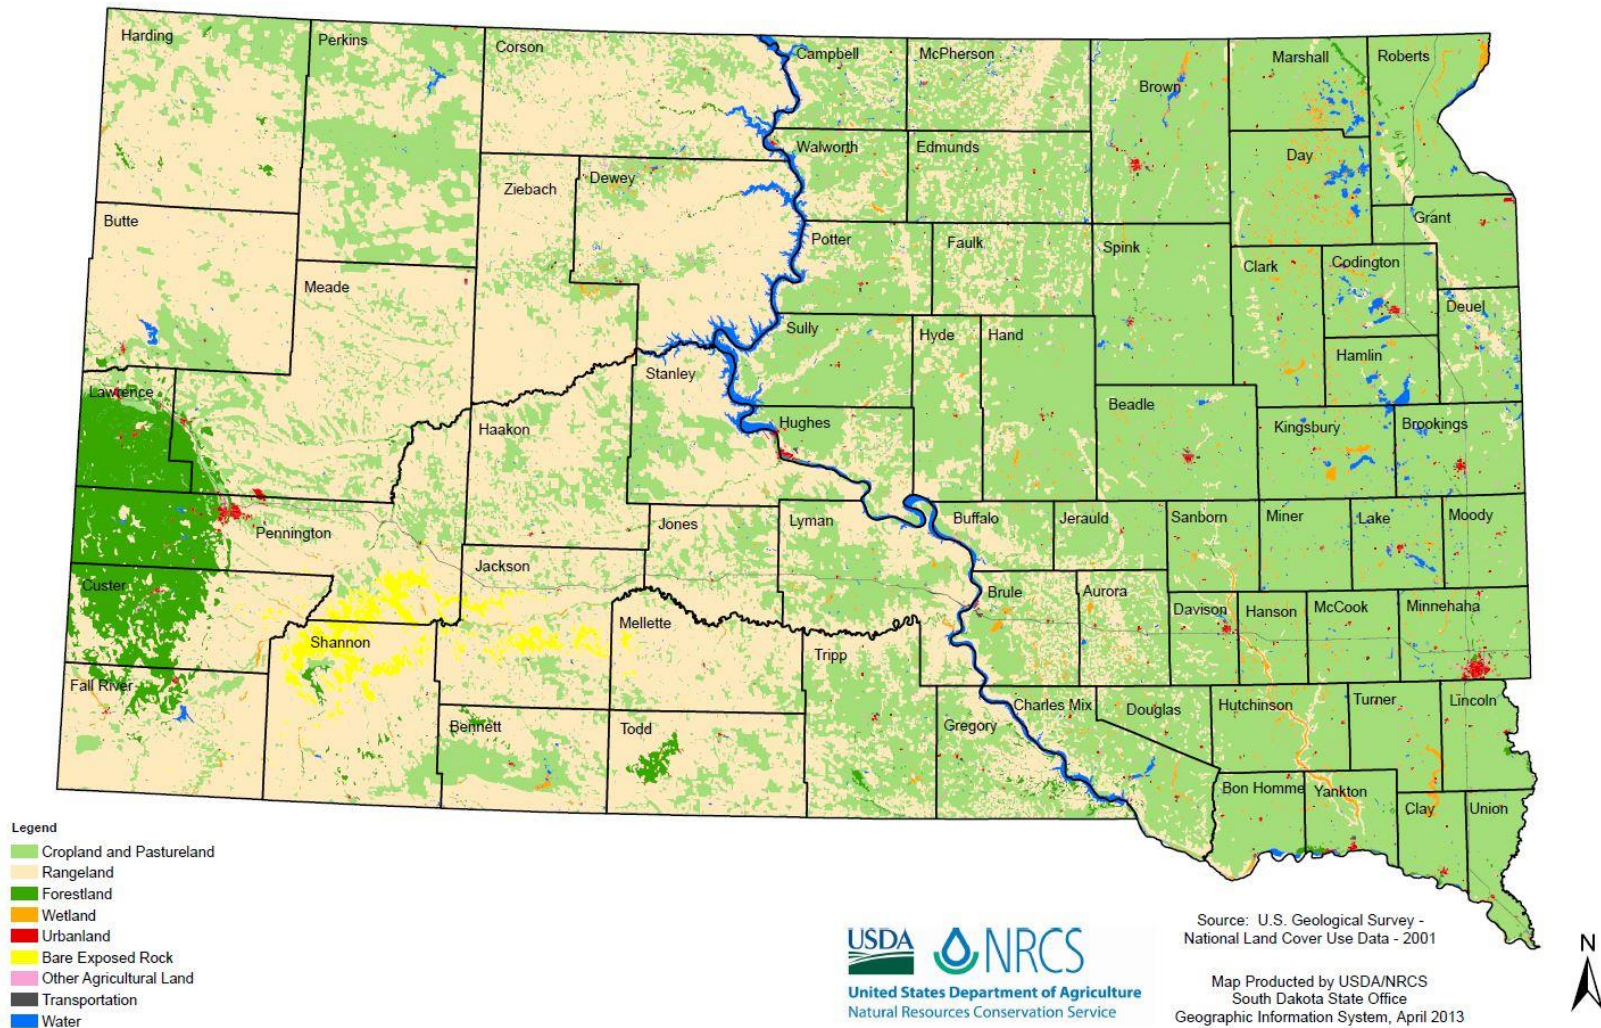 Harding
Perkins
Corson
Campbell
McPherson
Brown
Marshall
Roberts
Walworth
Edmunds
Day
Ziebach
Dewey
Butte
Grant
Potter
Faulk
Spink
Clark
Codington
Meade
Deuel
Sully
Hyde
Hand
Hamlin
Stanley
Lawrence
Beadle
Hughes
Haakon
Kingsbury
Brookings
Pennington
Jones
Lyman
Buffalo
Jerauld
Sanborn
Miner
Lake
Moody
Jackson
Custer
Brule
Aurora
Davison
Hanson
McCook
Minnehaha
Shannon
Mellette
Tripp
Fall River
Bennett
Todd
Gregory
Charles Mix
Douglas
Hutchinson
Turner
Lincoln
Bon Homme
Yankton
Clay
Union
Legend
Cropland and Pastureland
Rangeland
Forestland
Wetland
Urbanland
Bare Exposed Rock
Other Agricultural Land
Transportation
Water
USDA
NRCS
United States Department of Agriculture
Natural Resources Conservation Service
Source: U.S. Geological Survey -
National Land Cover Use Data - 2001
Map Produced by USDA/NRCS
South Dakota State Office
Geographic Information System, April 2013
N